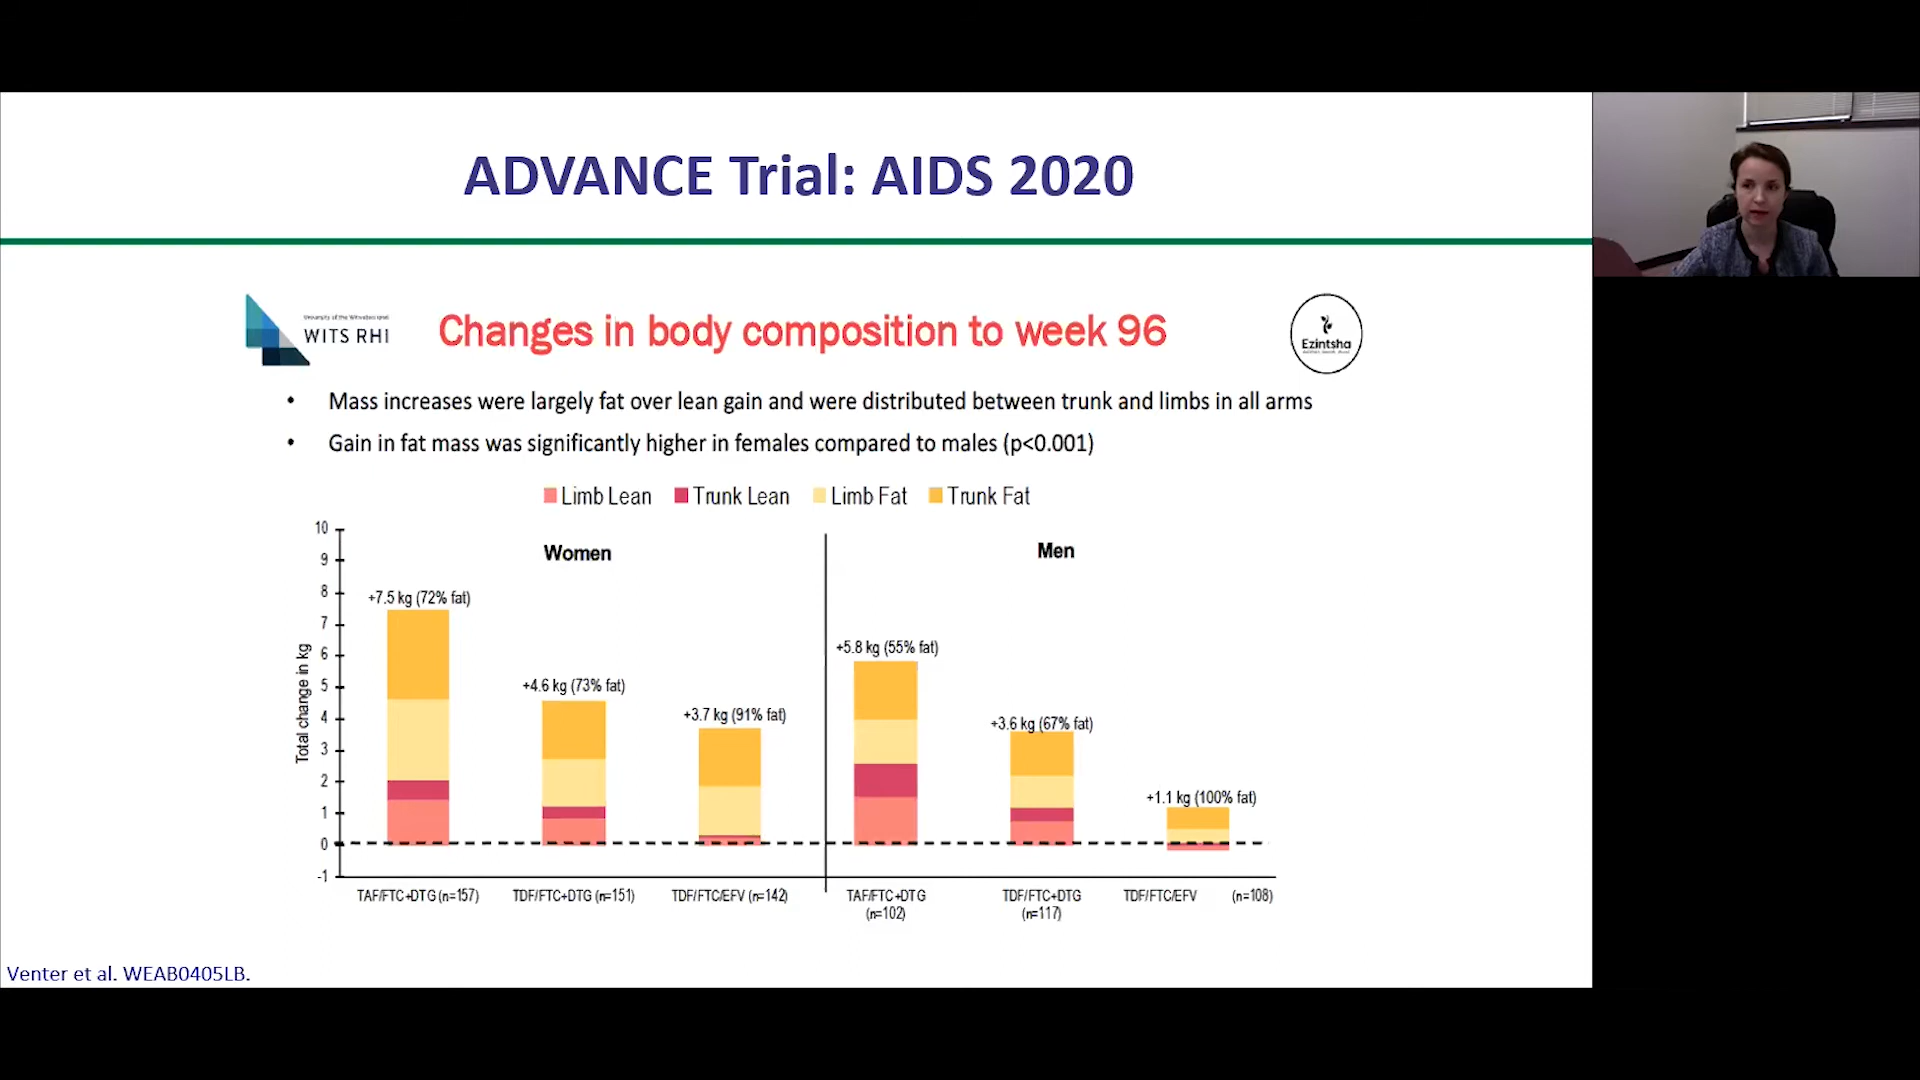 ADVANCE Trial: AIDS 2020
University of the Witwatersrand
WITS RHI
Changes in body composition to week 96
Ezintsha
• Mass increases were largely fat over lean gain and were distributed between trunk and limbs in all arms
• Gain in fat mass was significantly higher in females compared to males (p<0.001)
Limb Lean Trunk Lean Limb Fat Trunk Fat
Total change in kg
10
9
8
7
6
5
4
3
2
1
0
-1
Women
+7.5 kg (72% fat)
+4.6 kg (73% fat)
+3.7 kg (91% fat)
Men
+5.8 kg (55% fat)
+3.6 kg (67% fat)
+1.1 kg (100% fat)
TAF/FTC+DTG (n=157)
TDF/FTC+DTG (n=151)
TDF/FTC/EFV (n=142)
TAF/FTC+DTG
(n=102)
TDF/FTC+DTG
(n=117)
TDF/FTC/EFV (n=108)
Venter et al. WEAB0405LB.